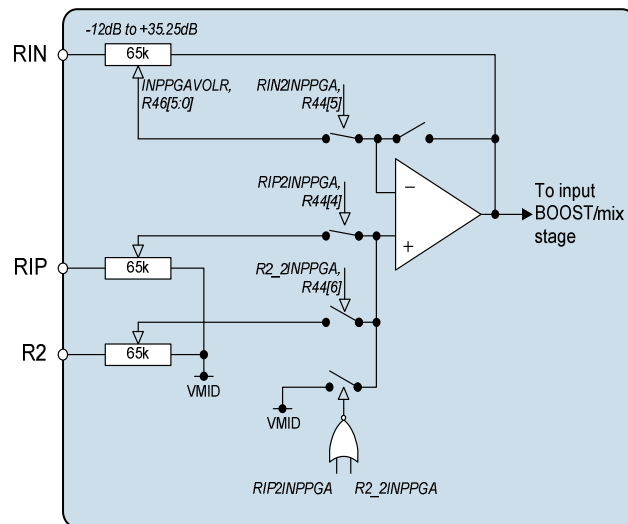 -12dB to +35.25dB
RIN
65k
INPPGAVOLR,
R46[5:0]
RIN2INPPGA,
R44[5]
RIP2INPPGA,
R44[4]
−
+
To input
BOOST/mix
stage
RIP
65k
R2_2INPPGA,
R44[6]
R2
65k
VMID
VMID
RIP2INPPGA
R2_2INPPGA